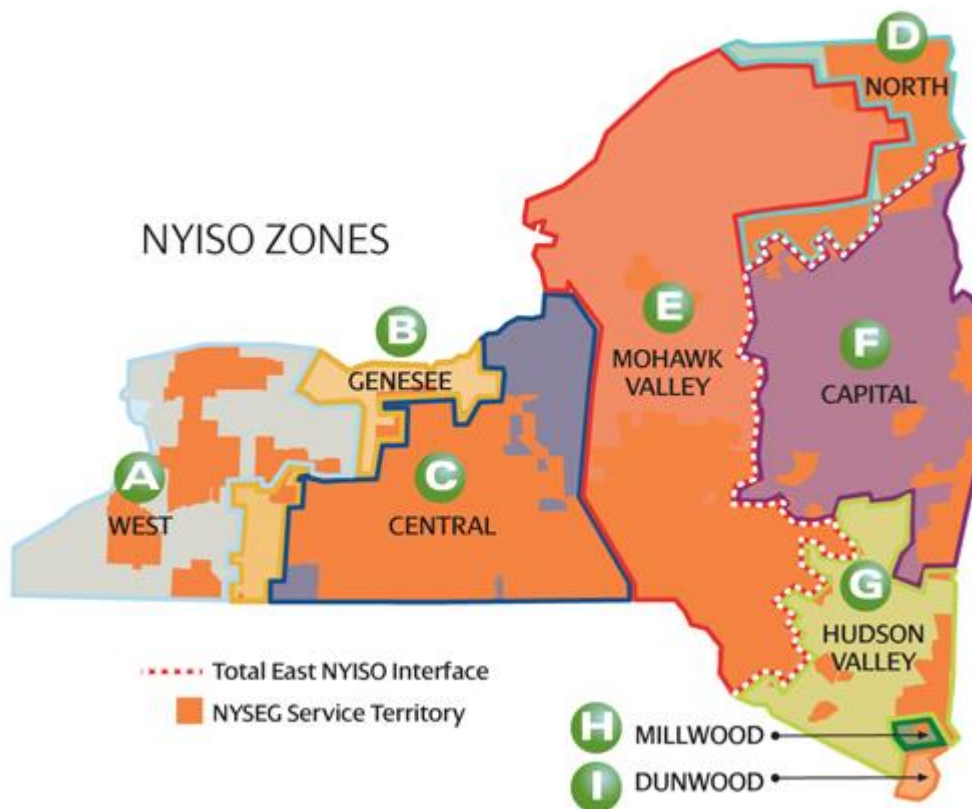 D
NORTH
NYISO ZONES
B
GENESEE
E
MOHAWK
VALLEY
F
CAPITAL
A
WEST
C
CENTRAL
G
HUDSON
VALLEY
Total East NYISO Interface
NYSEG Service Territory
H MILLWOOD
I DUNWOOD